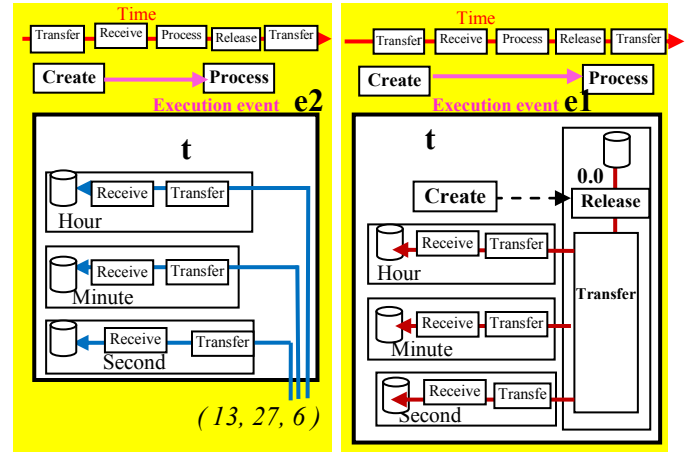 Time
Transfer Receive Process Release Transfer
Create Process
Execution event e2
t
Receive Transfer
Hour
Receive Transfer
Minute
Receive Transfer
Second
( 13, 27, 6 )
Time
Transfer Receive Process Release Transfer
Create Process
Execution event e1
t
0.0
Create Release
Receive Transfer
Hour
Transfer
Receive Transfer
Minute
Receive Transfe
Second